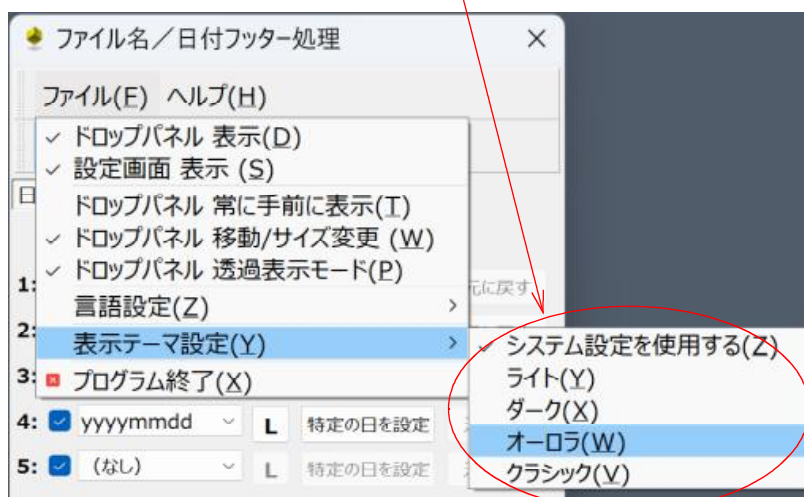 ファイル名／日付フッター処理
ファイル(F) ヘルプ(H)
ドロップパネル 表示(D)
設定画面 表示 (S)
日
ドロップパネル 常に手前に表示(T)
ドロップパネル 移動/サイズ変更 (W)
ドロップパネル 透過表示モード(P)
1: 元に戻す
言語設定(Z)
2: 表示テーマ設定(Y) システム設定を使用する(Z)
3: プログラム終了(X) ライト(Y)
ダーク(X)
4: yyyymmdd L 特定の日を設定 オーロラ(W)
5: (なし) L 特定の日を設定 クラシック(V)